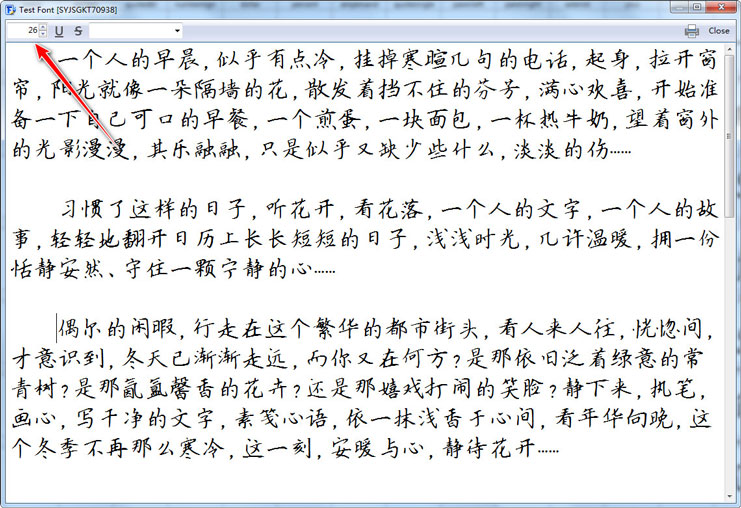 Test Font [SYJSGKT70938]
26 U S Close
一个人的早晨，似乎有点冷，挂掉寒暄几句的电话，起身，拉开窗
帘，阳光就像一朵隔墙的花，散发着挡不住的芬芳，满心欢喜，开始准
备一下自己可口的早餐，一个煎蛋，一块面包，一杯热牛奶，望着窗外
的光影漫漫，其乐融融，只是似乎又缺少些什么，淡淡的伤……
习惯了这样的日子，听花开，看花落，一个人的文字，一个人的故
事，轻轻地翻开日历上长长短短的日子，浅浅时光，几许温暖，拥一份
恬静安然、守住一颗宁静的心……
偶尔的闲暇，行走在这个繁华的都市街头，看人来人往，恍惚间，
才意识到，冬天已渐渐走远，而你又在何方？是那依旧泛着绿意的常
青树？是那氤氲馨香的花卉？还是那嬉戏打闹的笑脸？静下来，执笔，
画心，写干净的文字，素笺心语，依一抹浅香于心间，看年华向晚，这
个冬季不再那么寒冷，这一刻，安暖与心，静待花开……